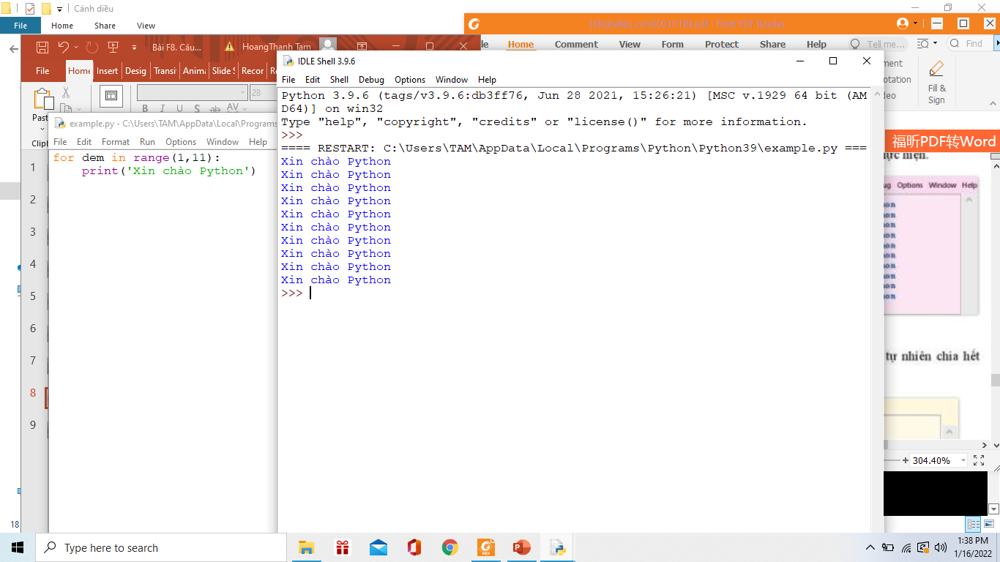 Cánh diều
File Home Share View
[blogtailieu.com]CDLOTIN.pdf - Foxit PDF Reader
Bài F8. Câu... HoangThanh Tam
Home Comment View Form Protect Share Help Tell me... Find
File Home Insert Desig Transi Anima Slide S Recor
28
Fill &
Sign
IDLE Shell 3.9.6
File Edit Shell Debug Options Window Help
Python 3.9.6 (tags/v3.9.6:db3ff76, Jun 28 2021, 15:26:21) [MSC v.1929 64 bit (AM
D64)] on win32
Type "help", "copyright", "credits" or "license()" for more information.
>>>
==== RESTART: C:\Users\TAM\AppData\Local\Programs\Python\Python39\example.py ===
Xin chào Python
Xin chào Python
Xin chào Python
Xin chào Python
Xin chào Python
Xin chào Python
Xin chào Python
Xin chào Python
Xin chào Python
Xin chào Python
>>>
example.py - C:\Users\TAM\AppData\Local\Programs
File Edit Format Run Options Window Help
for dem in range(1,11):
print('Xin chào Python')
1
2
3
4
5
6
7
8
9
18
福昕PDF转Word
Options Window Help
tự nhiên chia hết
304.40%
Type here to search
1:38 PM
1/16/2022